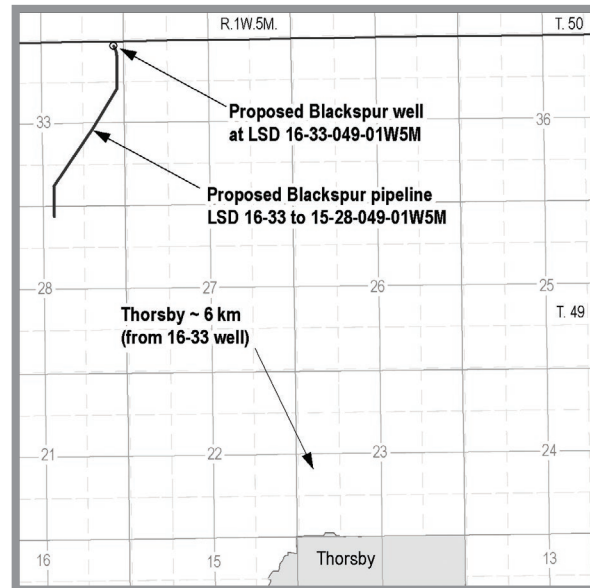 R.1W.5M.
T. 50
Proposed Blackspur well
at LSD 16-33-049-01W5M
33
36
Proposed Blackspur pipeline
LSD 16-33 to 15-28-049-01W5M
28
27
26
25
Thorsby ~ 6 km
(from 16-33 well)
T. 49
21
22
23
24
16
15
Thorsby
13